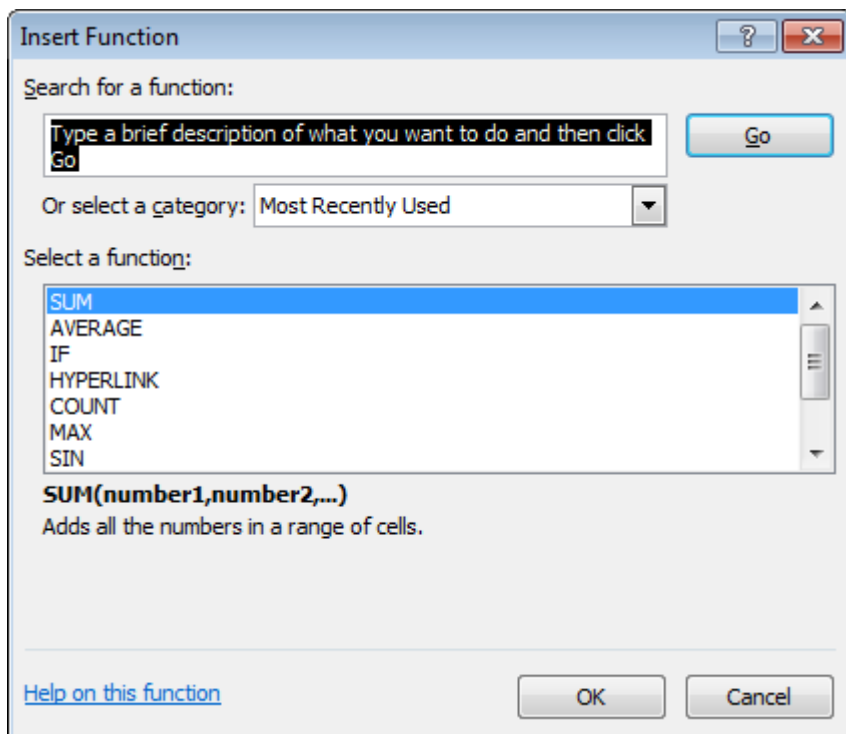 Insert Function
Search for a function:
Type a brief description of what you want to do and then click
Go
Go
Or select a category: Most Recently Used
Select a function:
SUM
AVERAGE
IF
HYPERLINK
COUNT
MAX
SIN
SUM(number1,number2,...)
Adds all the numbers in a range of cells.
Help on this function
OK
Cancel